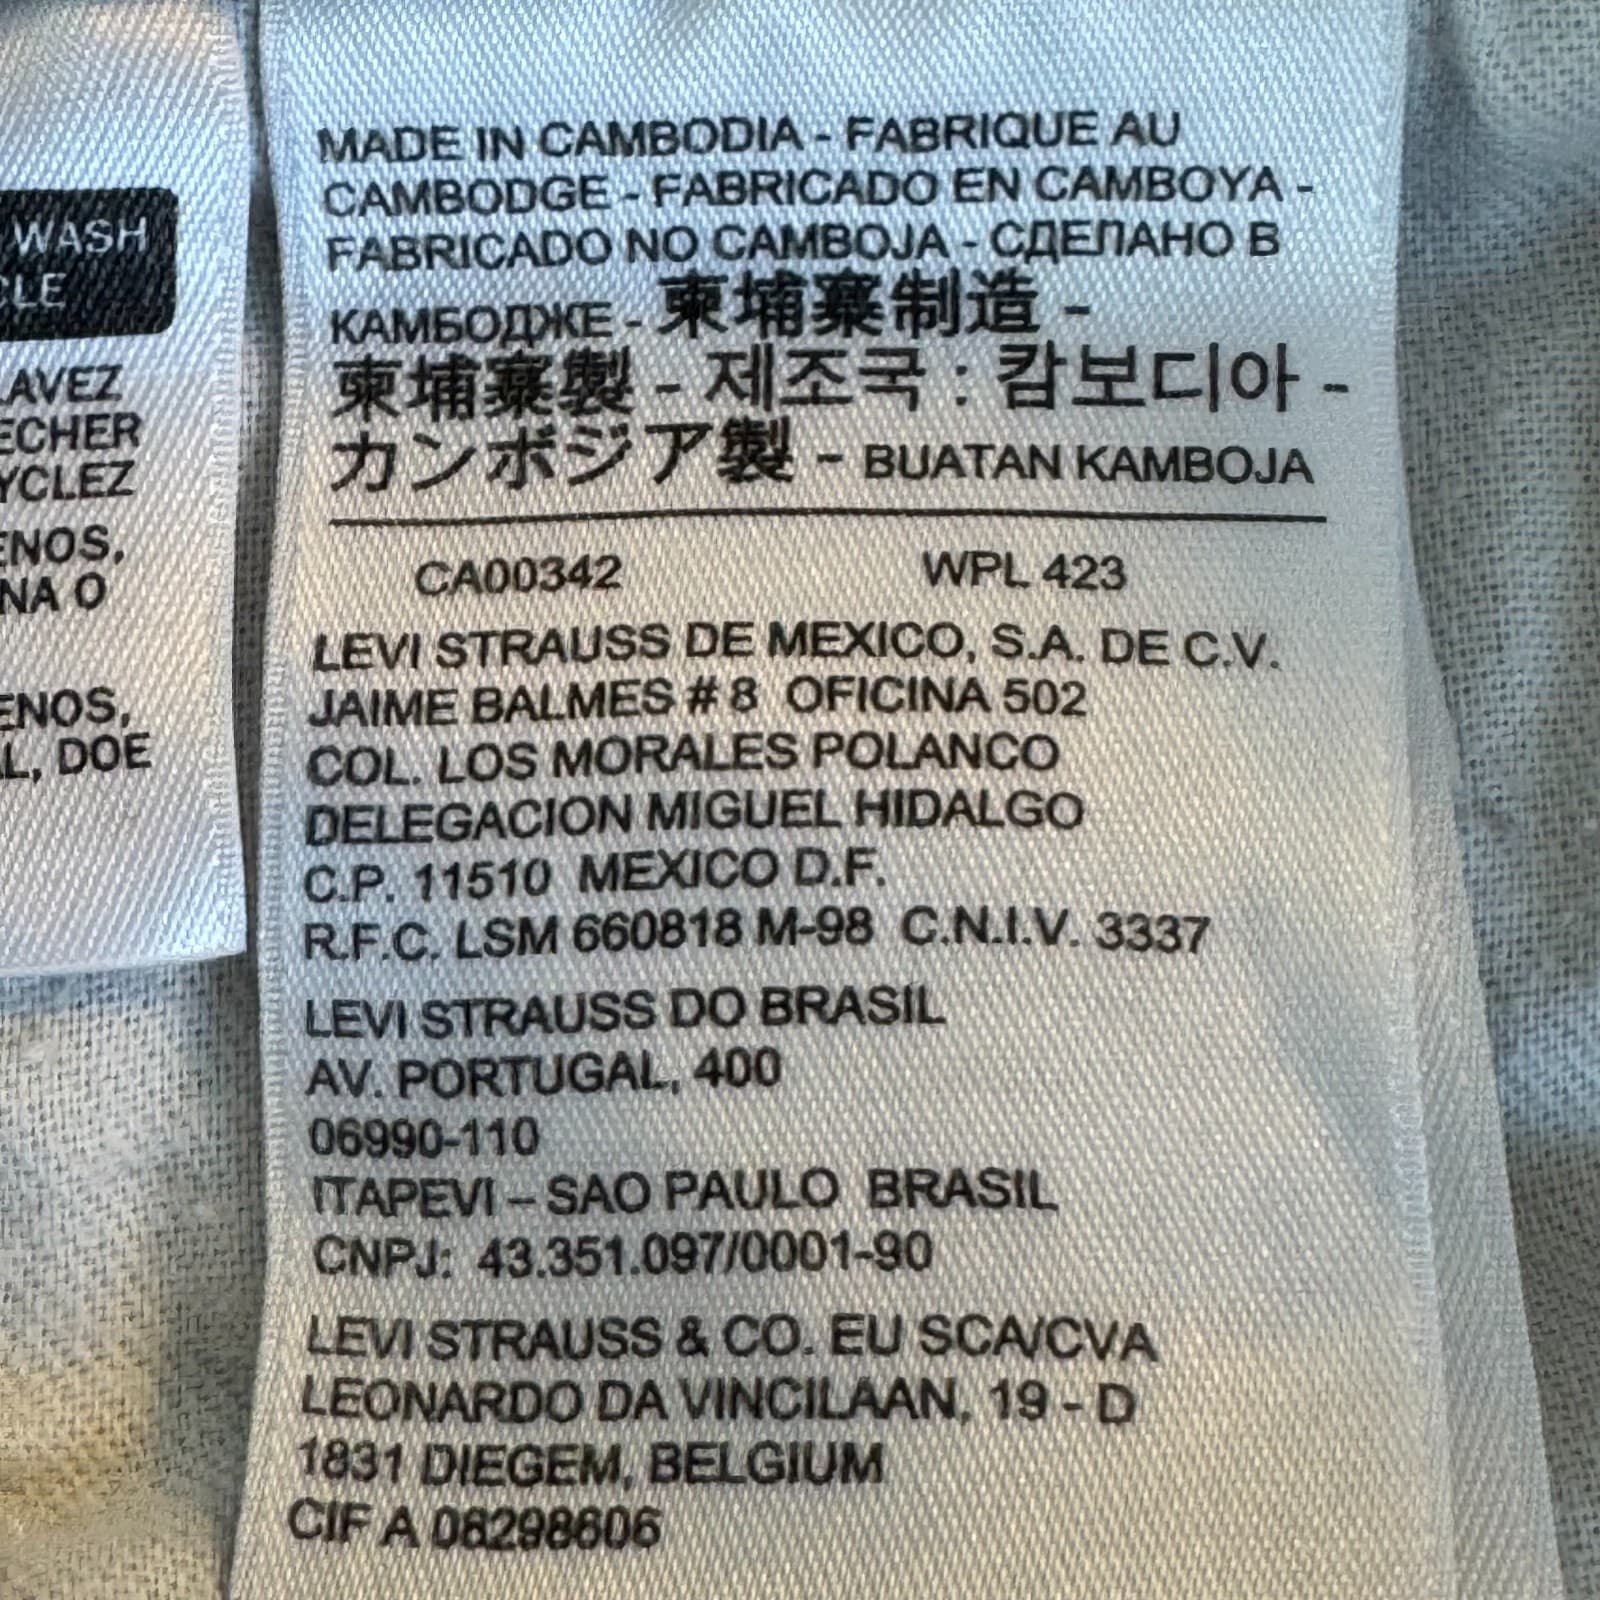 WASH
CLE
LAVEZ
ECHER
YCLEZ
ENOS,
NA O
ENOS,
L, DOE
MADE IN CAMBODIA - FABRIQUE AU
CAMBODGE - FABRICADO EN CAMBOYA -
FABRICADO NO CAMBOJA - СДЕЛАНО В
КАМБОДЖЕ - 柬埔寨制造 -
柬埔寨製 - 제조국 : 캄보디아 -
カンボジア製 - BUATAN KAMBOJA
CA00342 WPL 423
LEVI STRAUSS DE MEXICO, S.A. DE C.V.
JAIME BALMES # 8 OFICINA 502
COL. LOS MORALES POLANCO
DELEGACION MIGUEL HIDALGO
C.P. 11510 MEXICO D.F.
R.F.C. LSM 660818 M-98 C.N.I.V. 3337
LEVI STRAUSS DO BRASIL
AV. PORTUGAL, 400
06990-110
ITAPEVI – SAO PAULO BRASIL
CNPJ: 43.351.097/0001-90
LEVI STRAUSS & CO. EU SCA/CVA
LEONARDO DA VINCILAAN, 19 - D
1831 DIEGEM, BELGIUM
CIF A 08298606